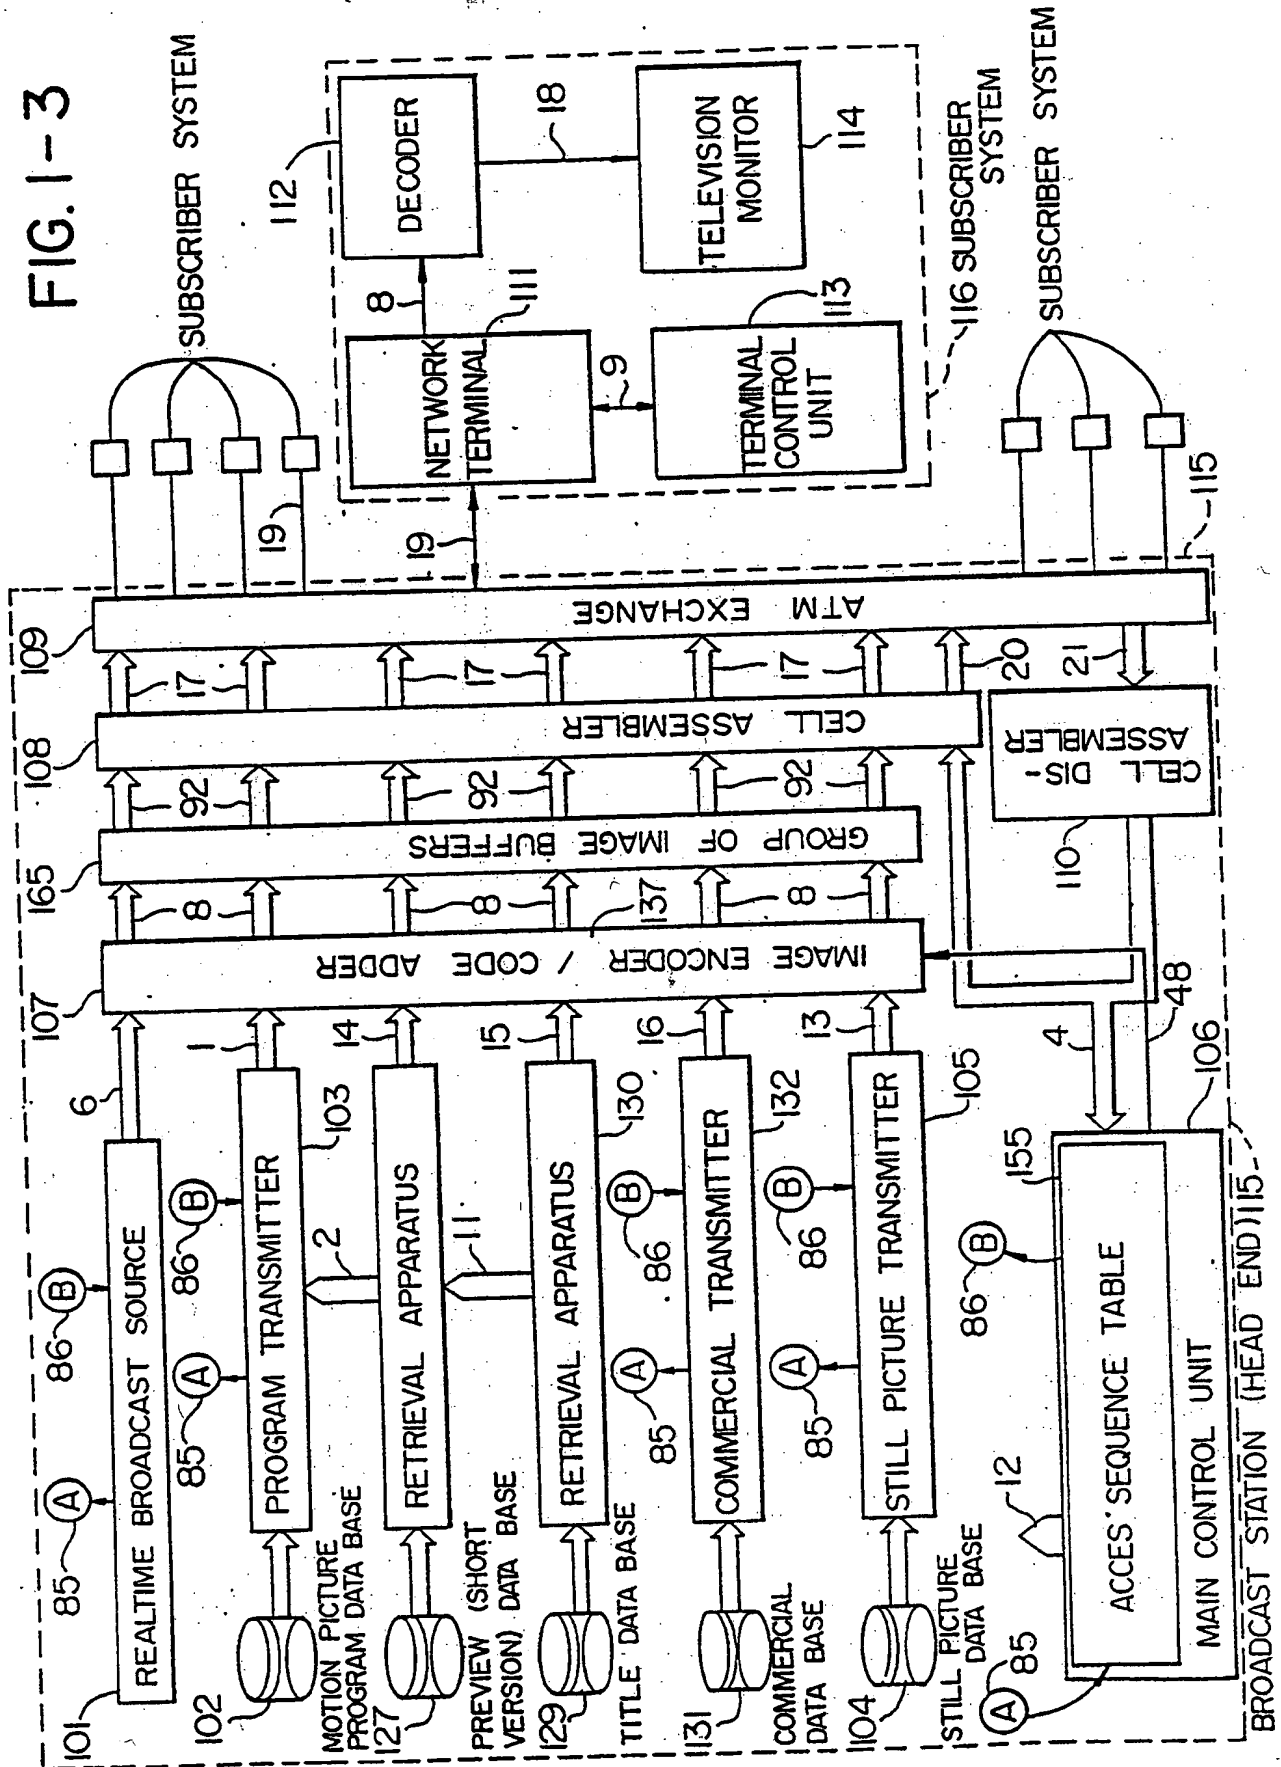 FIG. 1-3
101
REALTIME BROADCAST SOURCE
85
A
86
B
6
102
MOTION PICTURE
PROGRAM DATA BASE
PROGRAM TRANSMITTER
103
85
A
86
B
1
2
127
PREVIEW (SHORT
VERSION) DATA BASE
RETRIEVAL APPARATUS
14
11
129
TITLE DATA BASE
RETRIEVAL APPARATUS
130
15
1131
COMMERCIAL
DATA BASE
COMMERCIAL TRANSMITTER
132
85
A
86
B
16
104
STILL PICTURE
DATA BASE
STILL PICTURE TRANSMITTER
105
85
A
86
B
13
85
A
12
86
B
155
ACCES' SEQUENCE TABLE
MAIN CONTROL UNIT
106
4
48
BROADCAST STATION (HEAD END) 115
107
IMAGE ENCODER / CODE ADDER
137
8
8
8
8
165
GROUP OF IMAGE BUFFERS
92
92
92
108
CELL ASSEMBLER
17
17
17
20
21
110
CELL DIS-
ASSEMBLER
109
ATM EXCHANGE
115
19
19
SUBSCRIBER SYSTEM
NETWORK
TERMINAL
111
8
112
DECODER
18
TELEVISION
MONITOR
114
9
TERMINAL
CONTROL
UNIT
113
116 SUBSCRIBER
SYSTEM
SUBSCRIBER SYSTEM